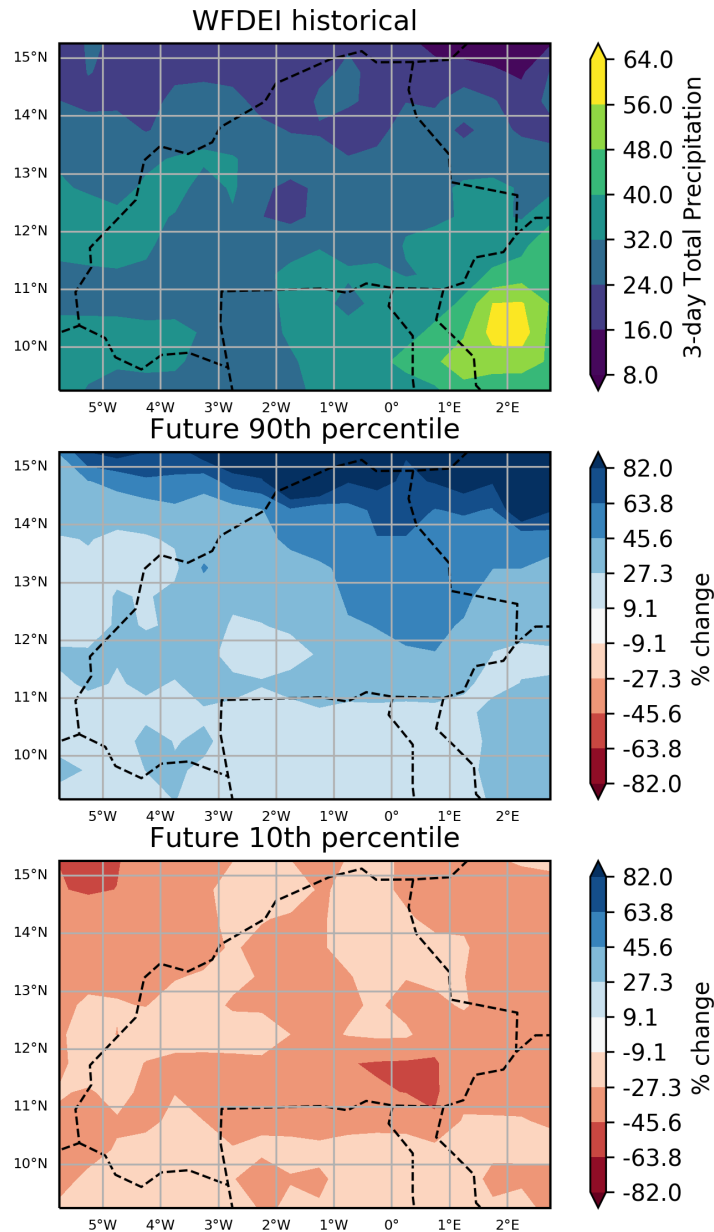 WFDEI historical
15°N
14°N
13°N
12°N
11°N
10°N
5°W 4°W 3°W 2°W 1°W 0° 1°E 2°E
64.0
56.0
48.0
40.0
32.0
24.0
16.0
8.0
3-day Total Precipitation
Future 90th percentile
15°N
14°N
13°N
12°N
11°N
10°N
5°W 4°W 3°W 2°W 1°W 0° 1°E 2°E
82.0
63.8
45.6
27.3
9.1
-9.1
-27.3
-45.6
-63.8
-82.0
% change
Future 10th percentile
15°N
14°N
13°N
12°N
11°N
10°N
5°W 4°W 3°W 2°W 1°W 0° 1°E 2°E
82.0
63.8
45.6
27.3
9.1
-9.1
-27.3
-45.6
-63.8
-82.0
% change